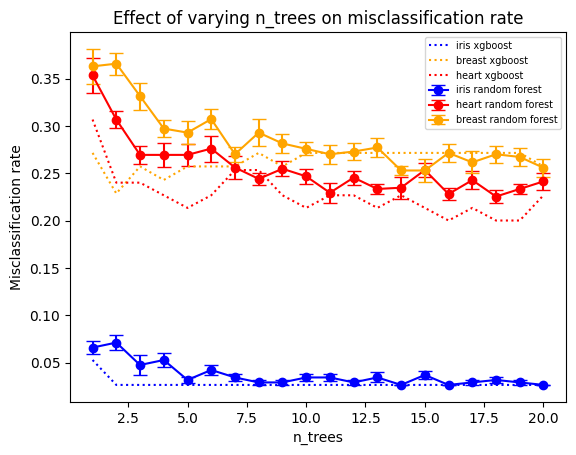 Effect of varying n_trees on misclassification rate
iris xgboost
breast xgboost
heart xgboost
iris random forest
heart random forest
breast random forest
Misclassification rate
0.35
0.30
0.25
0.20
0.15
0.10
0.05
2.5 5.0 7.5 10.0 12.5 15.0 17.5 20.0
n_trees